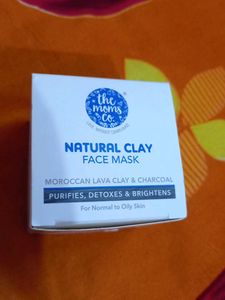 the
moms
co.
NATURAL CLAY
FACE MASK
MOROCCAN LAVA CLAY & CHARCOAL
PURIFIES, DETOXES & BRIGHTENS
For Normal to Oily Skin